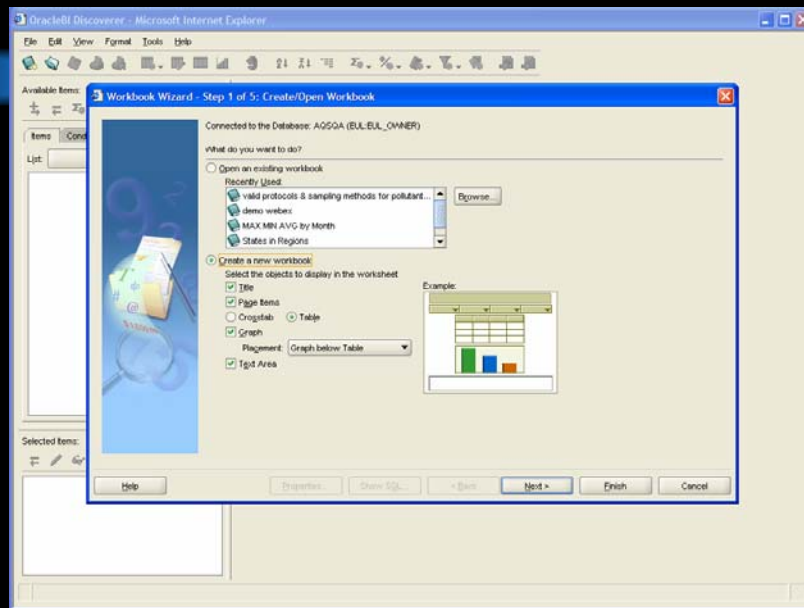 OracleBI Discoverer - Microsoft Internet Explorer
File Edit View Format Tools Help
Available Items:
Items Cond
List:
Selected Items:
Workbook Wizard - Step 1 of 5: Create/Open Workbook
Connected to the Database: AQSQA (EUL:EUL_OWNER)
What do you want to do?
Open an existing workbook
Recently Used:
valid protocols & sampling methods for pollutant...
demo webex
MAX MIN AVG by Month
States in Regions
Browse...
Create a new workbook
Select the objects to display in the worksheet
Title
Page Items
Crosstab Table
Graph
Placement: Graph below Table
Text Area
Example:
Help Properties... Show SQL... < Back Next > Finish Cancel